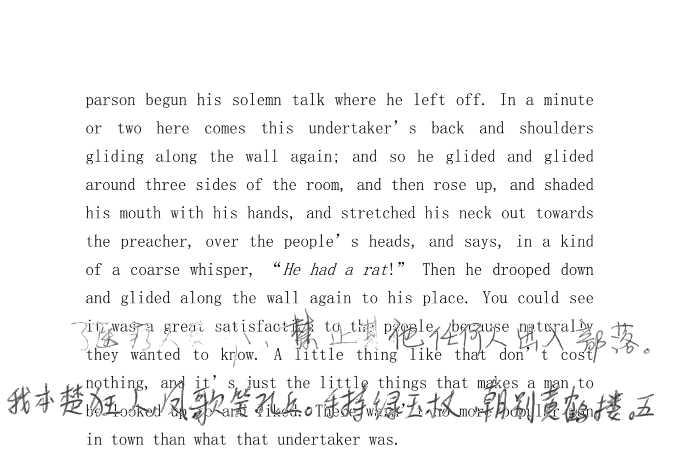 parson begun his solemn talk where he left off. In a minute
or two here comes this undertaker’s back and shoulders
gliding along the wall again; and so he glided and glided
around three sides of the room, and then rose up, and shaded
his mouth with his hands, and stretched his neck out towards
the preacher, over the people’s heads, and says, in a kind
of a coarse whisper, “He had a rat!” Then he drooped down
and glided along the wall again to his place. You could see
it was a great satisfaction to the people, because naturally
了医疗人员外、禁止其他任何人出入部落。
they wanted to know. A little thing like that don’t cost
nothing, and it’s just the little things that makes a man to
我本楚狂人凤歌笑孔丘。手持绿玉杖 朝别黄鹤楼。五
be looked up to and liked. There wasn’t no more popular man
in town than what that undertaker was.